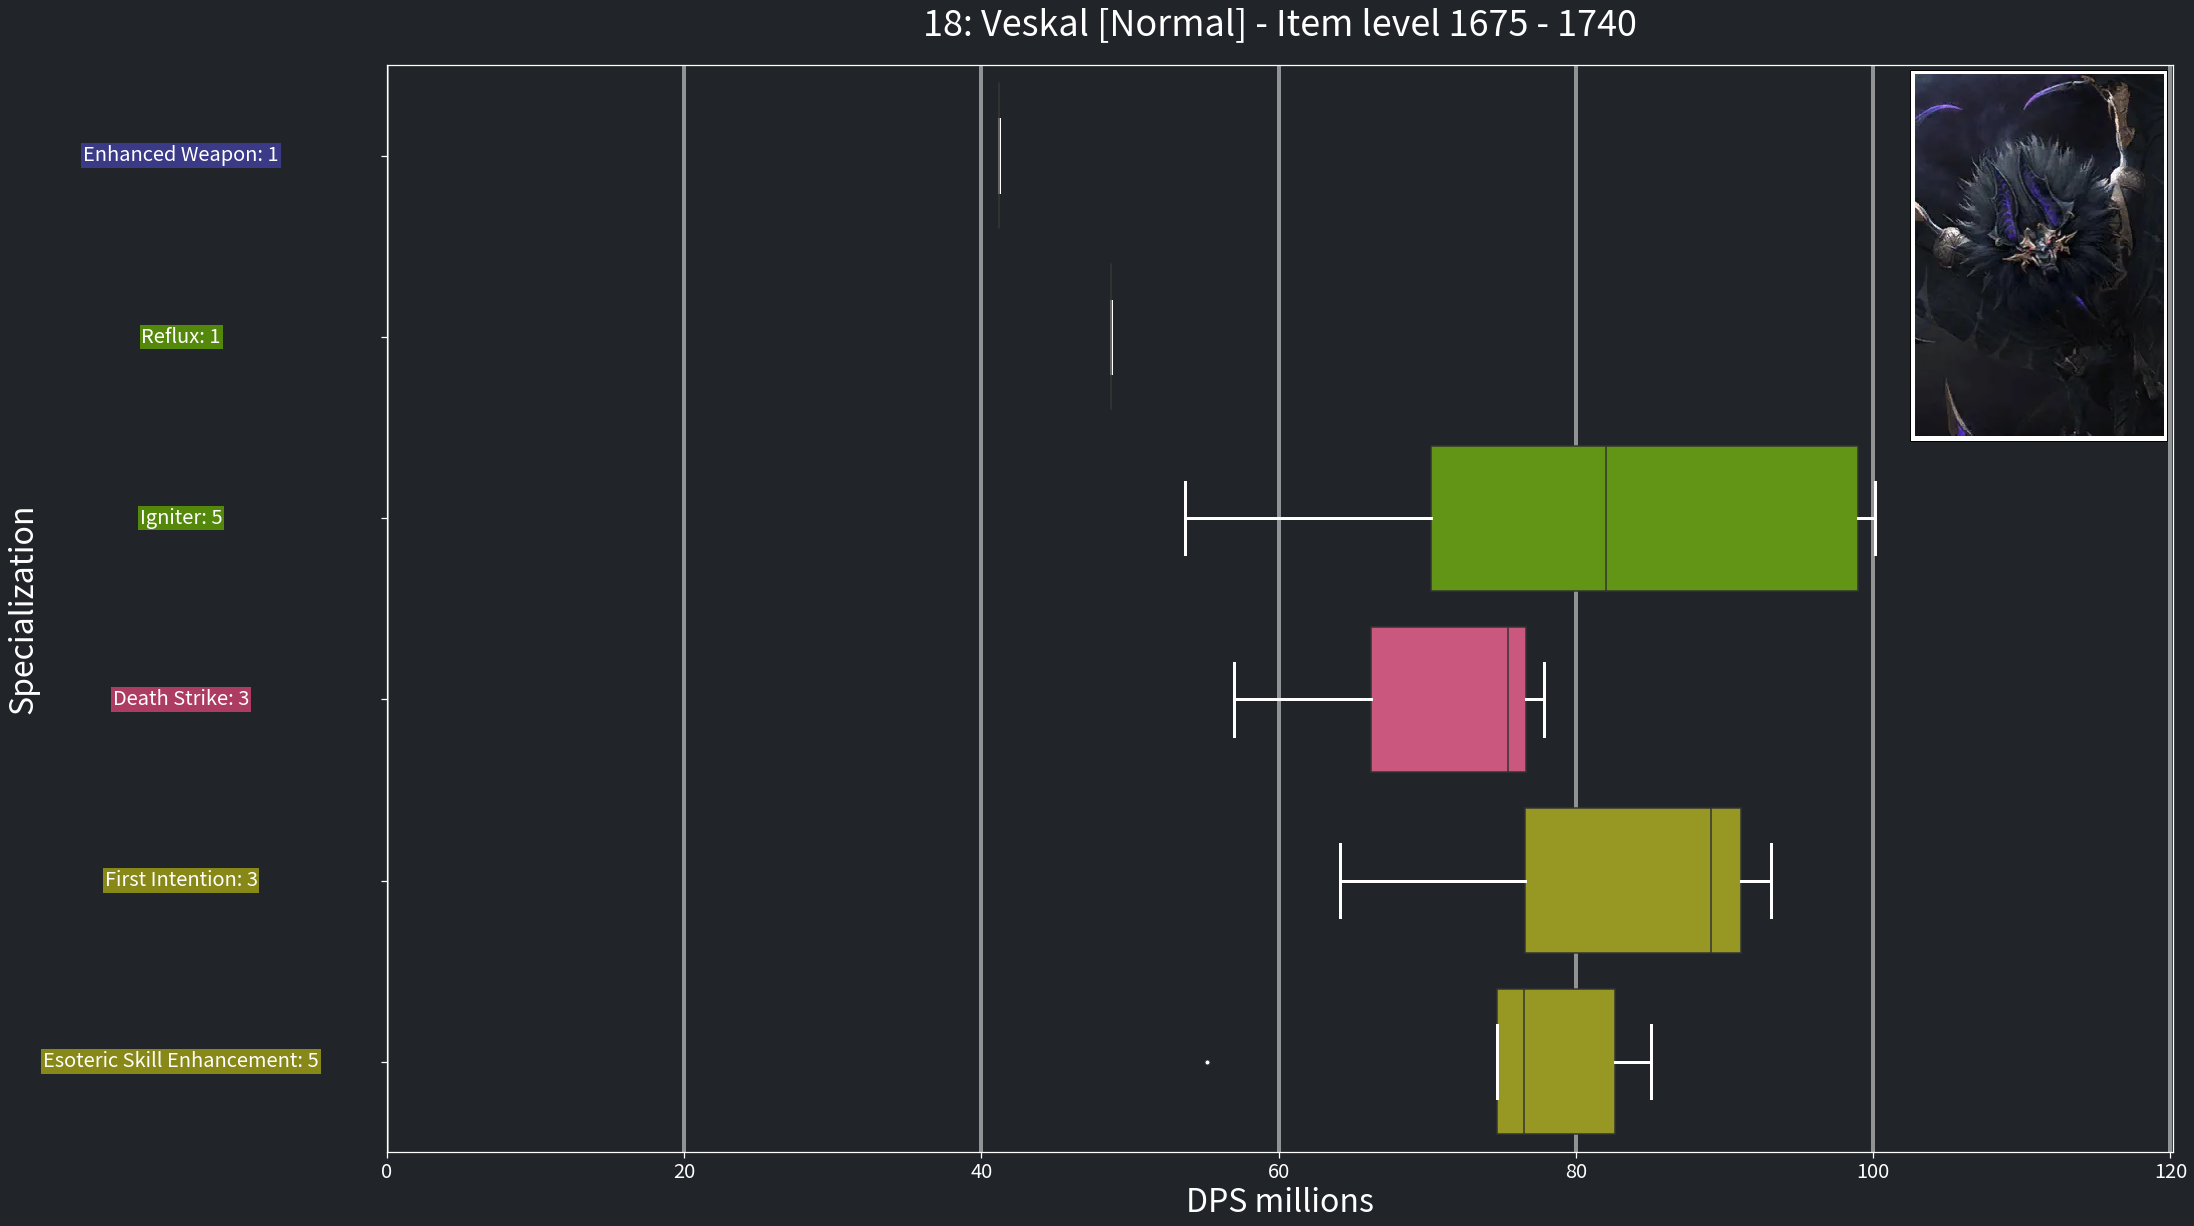 18: Veskal [Normal] - Item level 1675 - 1740
Enhanced Weapon: 1
Reflux: 1
Igniter: 5
Death Strike: 3
First Intention: 3
Esoteric Skill Enhancement: 5
Specialization
0 20 40 60 80 100 120
DPS millions